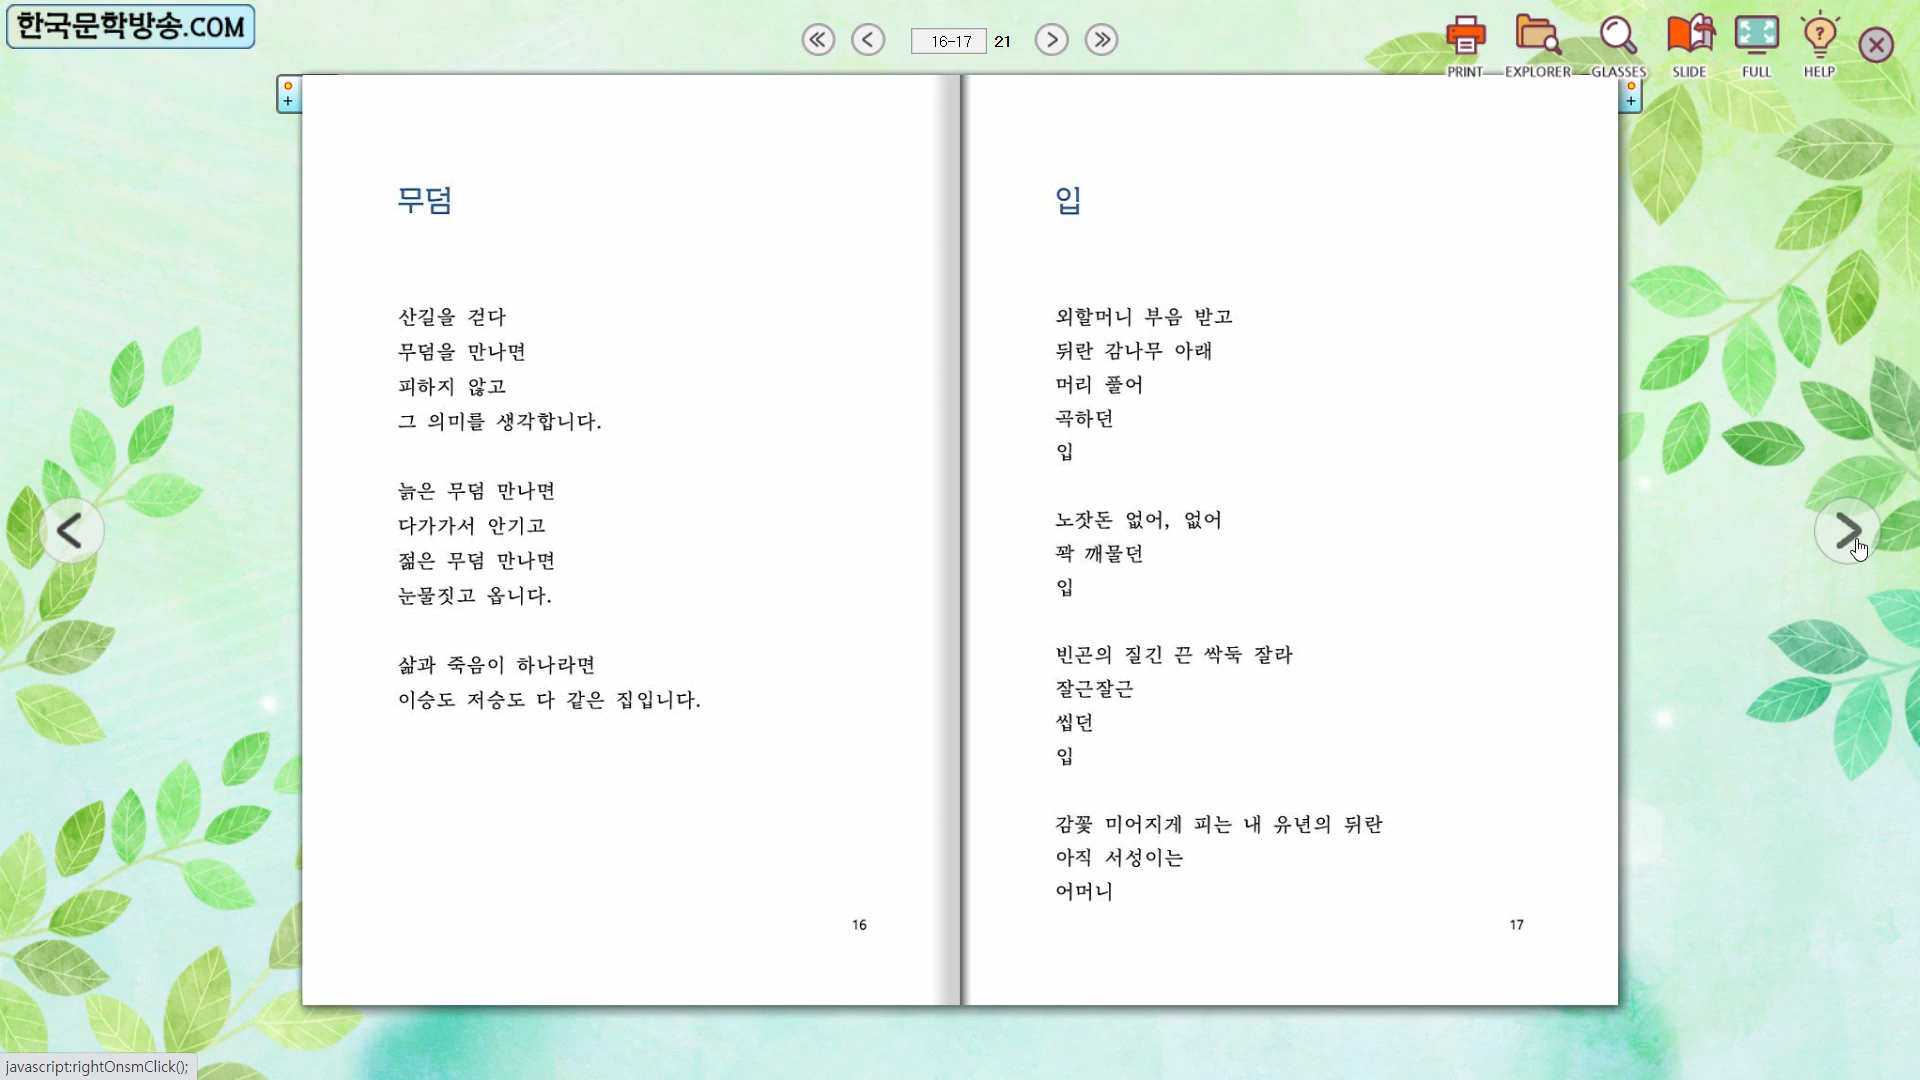 한국문학방송.COM
16-17 21
PRINT EXPLORER GLASSES SLIDE FULL HELP
무덤
산길을 걷다
무덤을 만나면
피하지 않고
그 의미를 생각합니다.
늙은 무덤 만나면
다가가서 안기고
젊은 무덤 만나면
눈물짓고 옵니다.
삶과 죽음이 하나라면
이승도 저승도 다 같은 집입니다.
16
입
외할머니 부음 받고
뒤란 감나무 아래
머리 풀어
곡하던
입
노잣돈 없어, 없어
꽉 깨물던
입
빈곤의 질긴 끈 싹둑 잘라
잘근잘근
씹던
입
감꽃 미어지게 피는 내 유년의 뒤란
아직 서성이는
어머니
17
javascript:rightOnsmClick();